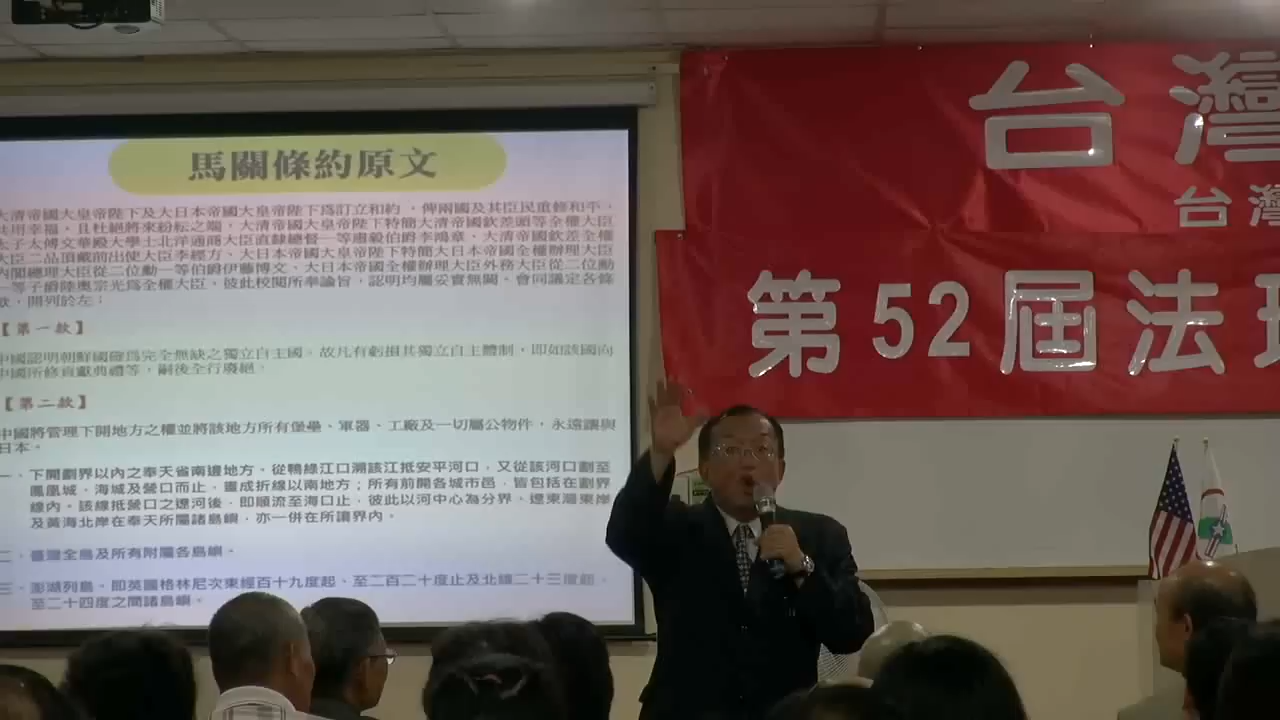 馬關條約原文
大清帝國大皇帝陛下及大日本帝國大皇帝陛下爲訂立和約，俾兩國及其臣民重修和平，
共用幸福，且杜絕將來紛紜之端，大清帝國大皇帝陛下特簡大清帝國欽差頭等全權大臣
太子太傅文華殿大學士北洋通商大臣直隸總督一等肅毅伯爵李鴻章、大清帝國欽差全權
大臣二品頂戴前出使大臣李經方、大日本帝國大皇帝陛下特簡大日本帝國全權辦理大臣
內閣總理大臣從二位勳一等伯爵伊藤博文、大日本帝國全權辦理大臣外務大臣從二位勳
一等子爵陸奧宗光爲全權大臣，彼此校閱所奉諭旨，認明均屬妥實無闕。會同議定各條
款，開列於左：
【第一款】
中國認明朝鮮國確爲完全無缺之獨立自主國。故凡有虧損其獨立自主體制，即如該國向
中國所修貢獻典禮等，嗣後全行廢絕。
【第二款】
中國將管理下開地方之權並將該地方所有堡壘、軍器、工廠及一切屬公物件，永遠讓與
日本。
一、下開劃界以內之奉天省南邊地方。從鴨綠江口溯該江抵安平河口，又從該河口劃至
鳳凰城，海城及營口而止，畫成折線以南地方；所有前開各城市邑，皆包括在劃界
線內。該線抵營口之遼河後，即順流至海口止，彼此以河中心為分界。遼東灣東岸
及黃海北岸在奉天所屬諸島嶼，亦一併在所讓界內。
二、臺灣全島及所有附屬各島嶼。
三、澎湖列島。即英國格林尼次東經百十九度起、至二百二十度止及北緯二十三度起，
至二十四度之間諸島嶼。
台灣
台灣
第52屆法